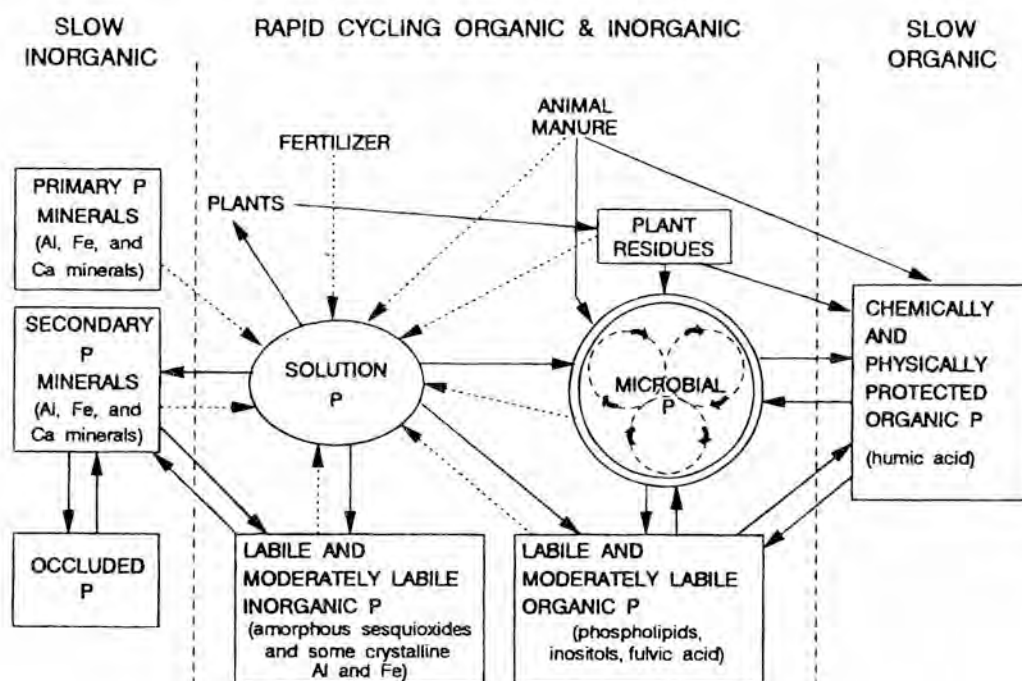 SLOW
INORGANIC
RAPID CYCLING ORGANIC & INORGANIC
SLOW
ORGANIC
ANIMAL
MANURE
FERTILIZER
PRIMARY P
MINERALS
(Al, Fe, and
Ca minerals)
PLANTS
PLANT
RESIDUES
SECONDARY
P
MINERALS
(Al, Fe, and
Ca minerals)
SOLUTION
P
MICROBIAL
P
CHEMICALLY
AND
PHYSICALLY
PROTECTED
ORGANIC P
(humic acid)
OCCLUDED
P
LABILE AND
MODERATELY LABILE
INORGANIC P
(amorphous sesquioxides
and some crystalline
Al and Fe)
LABILE AND
MODERATELY LABILE
ORGANIC P
(phospholipids,
inositols, fulvic acid)